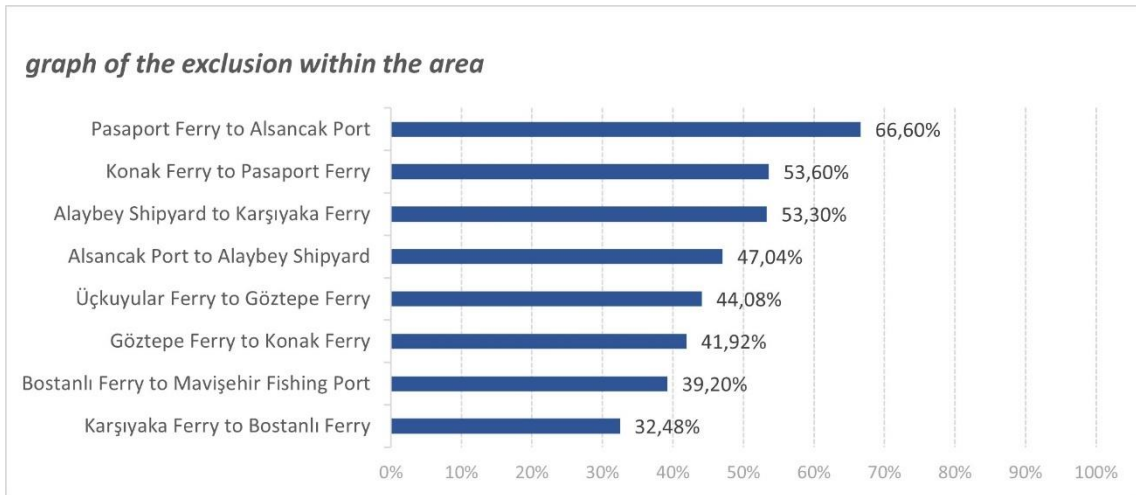 graph of the exclusion within the area
Pasaport Ferry to Alsancak Port 66,60%
Konak Ferry to Pasaport Ferry 53,60%
Alaybey Shipyard to Karşıyaka Ferry 53,30%
Alsancak Port to Alaybey Shipyard 47,04%
Üçkuyular Ferry to Göztepe Ferry 44,08%
Göztepe Ferry to Konak Ferry 41,92%
Bostanlı Ferry to Mavişehir Fishing Port 39,20%
Karşıyaka Ferry to Bostanlı Ferry 32,48%
0% 10% 20% 30% 40% 50% 60% 70% 80% 90% 100%